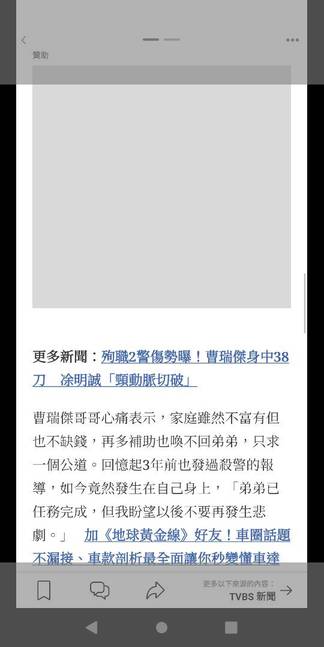 贊助
更多新聞：殉職2警傷勢曝！曹瑞傑身中38
刀　凃明誠「頸動脈切破」
曹瑞傑哥哥心痛表示，家庭雖然不富有但
也不缺錢，再多補助也喚不回弟弟，只求
一個公道。回憶起3年前也發過殺警的報
導，如今竟然發生在自己身上，「弟弟已
任務完成，但我盼望以後不要再發生悲
劇。」　加《地球黃金線》好友！車圈話題
不漏接、車款剖析最全面讓你秒變懂車達
更多以下來源的內容：
TVBS 新聞